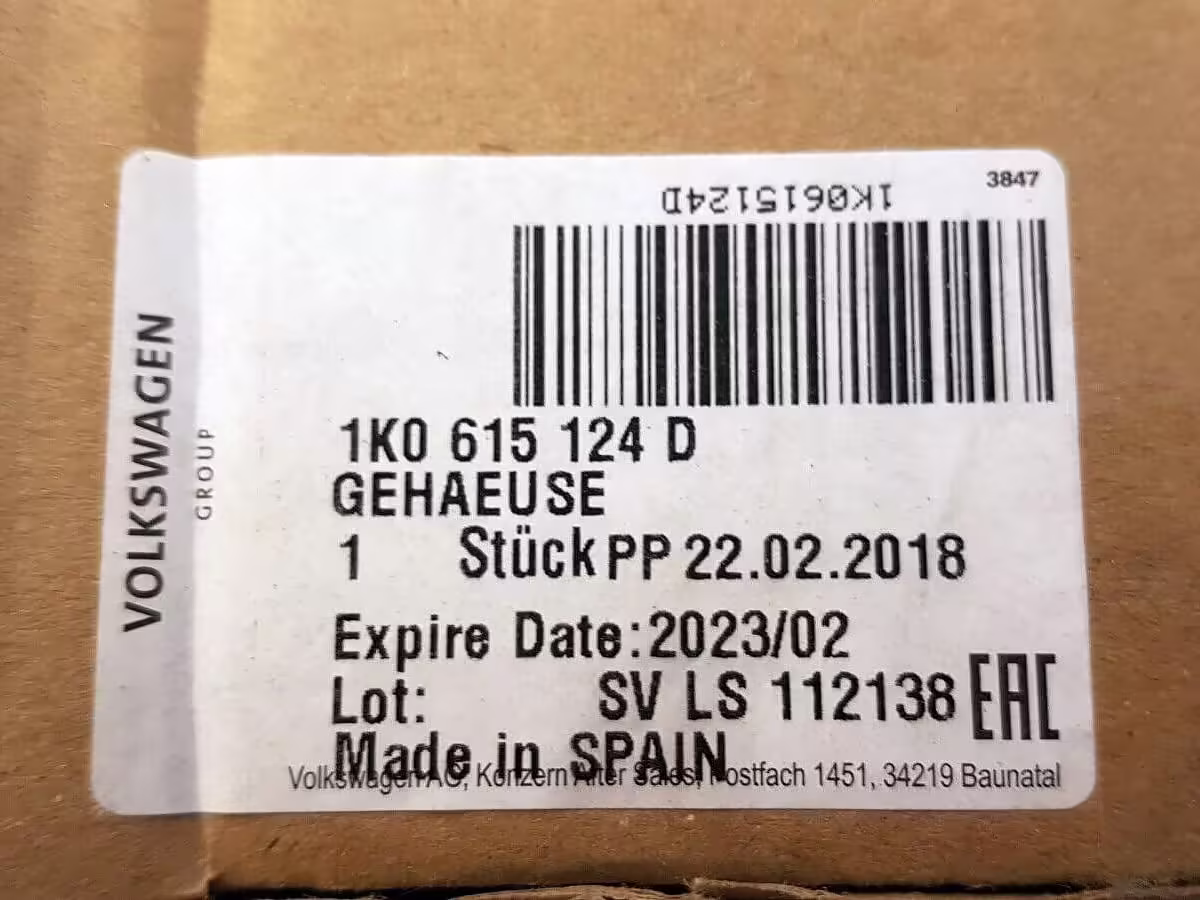 3847
1K0615124D
VOLKSWAGEN
GROUP
1K0 615 124 D
GEHAEUSE
1 Stück PP 22.02.2018
Expire Date:2023/02
Lot: SV LS 112138 EAC
Made in SPAIN
Volkswagen AG, Konzern After Sales, Postfach 1451, 34219 Baunatal